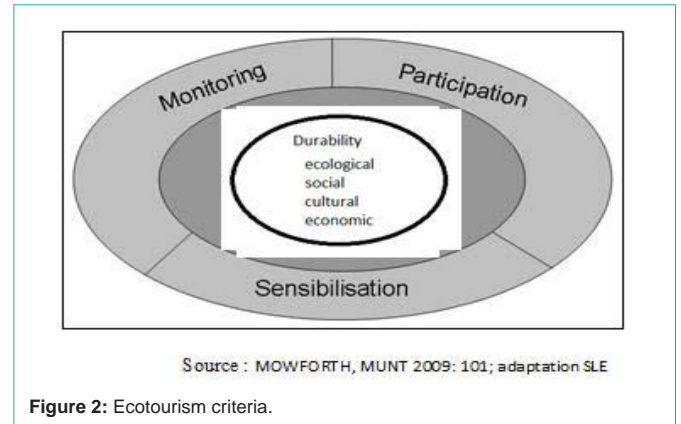 Monitoring
Participation
Durability
ecological
social
cultural
economic
Sensibilisation
Source : MOWFORTH, MUNT 2009: 101; adaptation SLE
Figure 2: Ecotourism criteria.